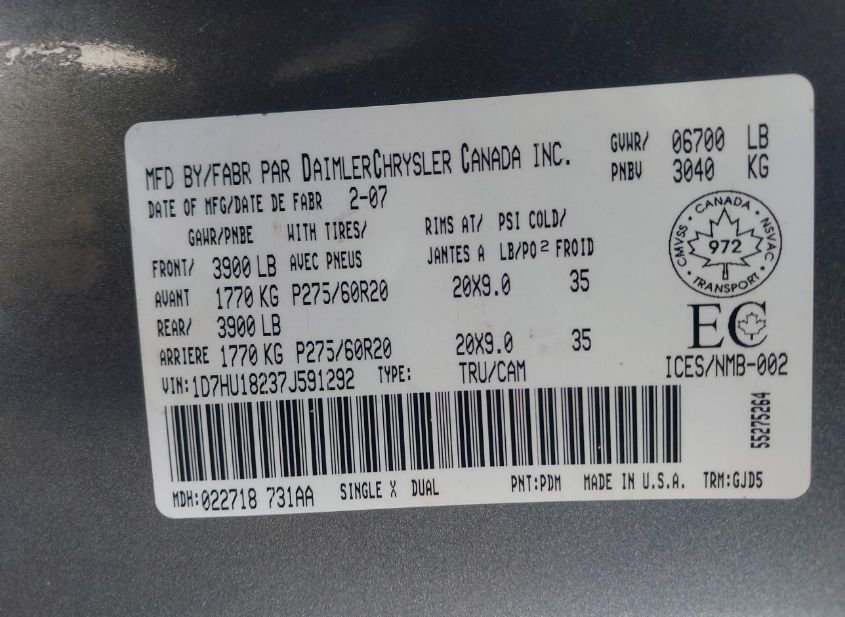 MFD BY/FABR PAR DAIMLERCHRYSLER CANADA INC.
GVWR/ 06700 LB
PNBV 3040 KG
DATE OF MFG/DATE DE FABR 2-07
GAWR/PNBE WITH TIRES/ RIMS AT/ PSI COLD/
FRONT/ 3900 LB AVEC PNEUS JANTES A LB/PO² FROID
AVANT 1770 KG P275/60R20 20X9.0 35
REAR/ 3900 LB
ARRIERE 1770 KG P275/60R20 20X9.0 35
VIN:1D7HU18237J591292 TYPE: TRU/CAM
CANADA
CMVSS 972 NSVAC
TRANSPORT
EC
ICES/NMB-002
55275264
MDH:022718 731AA SINGLE X DUAL PNT:PDM MADE IN U.S.A. TRM:GJD5